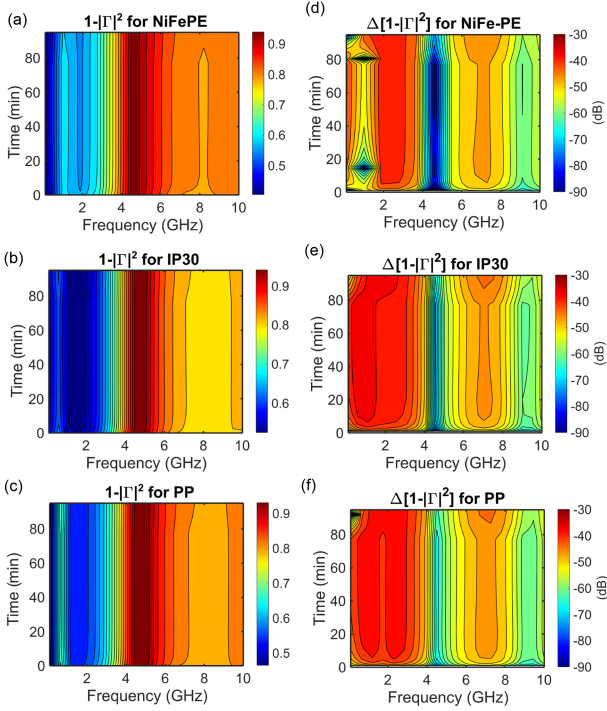 (a)
1-|Γ|² for NiFePE
Time (min)
80
60
40
20
0
2 4 6 8 10
Frequency (GHz)
0.9
0.8
0.7
0.6
0.5
(d)
Δ[1-|Γ|²] for NiFe-PE
Time (min)
80
60
40
20
0
2 4 6 8 10
Frequency (GHz)
-30
-40
-50
-60
-70
-80
-90
(dB)
(b)
1-|Γ|² for IP30
Time (min)
80
60
40
20
0
2 4 6 8 10
Frequency (GHz)
0.9
0.8
0.7
0.6
(e)
Δ[1-|Γ|²] for IP30
Time (min)
80
60
40
20
0
2 4 6 8 10
Frequency (GHz)
-30
-40
-50
-60
-70
-80
-90
(dB)
(c)
1-|Γ|² for PP
Time (min)
80
60
40
20
0
2 4 6 8 10
Frequency (GHz)
0.9
0.8
0.7
0.6
0.5
(f)
Δ[1-|Γ|²] for PP
Time (min)
80
60
40
20
0
2 4 6 8 10
Frequency (GHz)
-30
-40
-50
-60
-70
-80
-90
(dB)